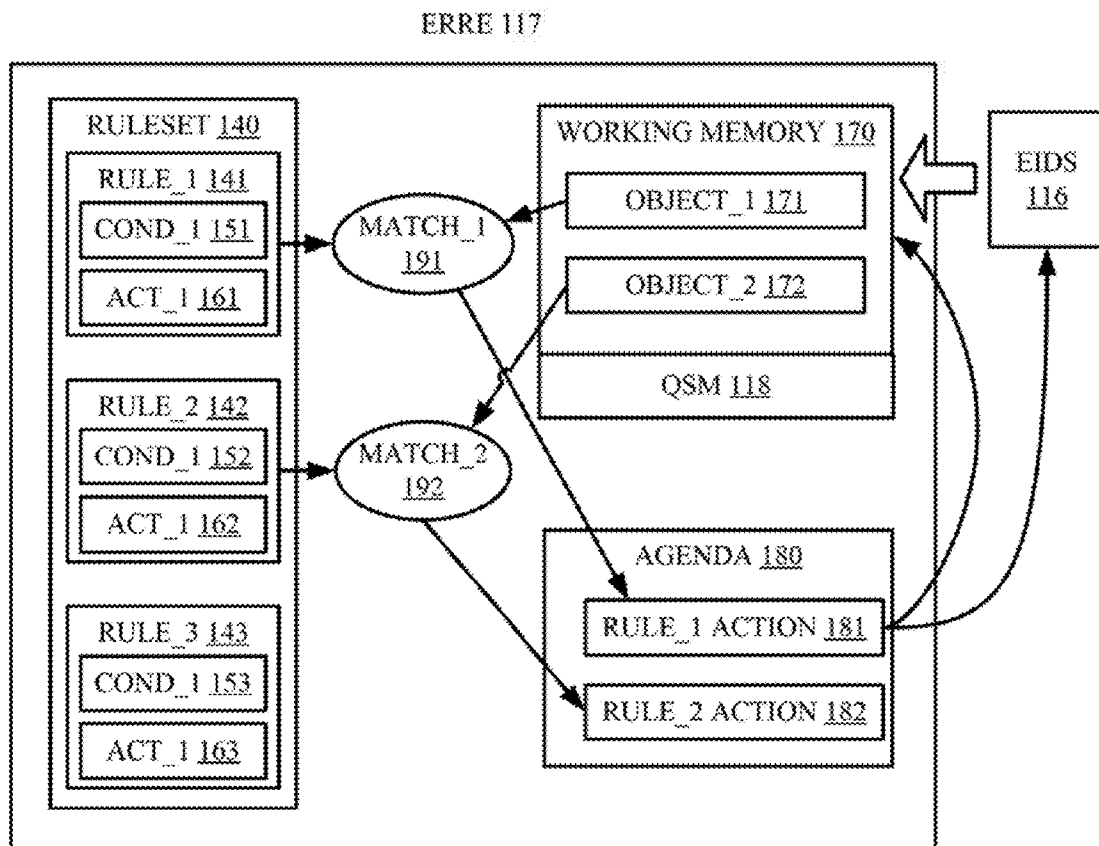 ERRE 117
RULESET 140
RULE_1 141
COND_1 151
ACT_1 161
RULE_2 142
COND_1 152
ACT_1 162
RULE_3 143
COND_1 153
ACT_1 163
MATCH_1
191
MATCH_2
192
WORKING MEMORY 170
OBJECT_1 171
OBJECT_2 172
QSM 118
AGENDA 180
RULE_1 ACTION 181
RULE_2 ACTION 182
EIDS
116